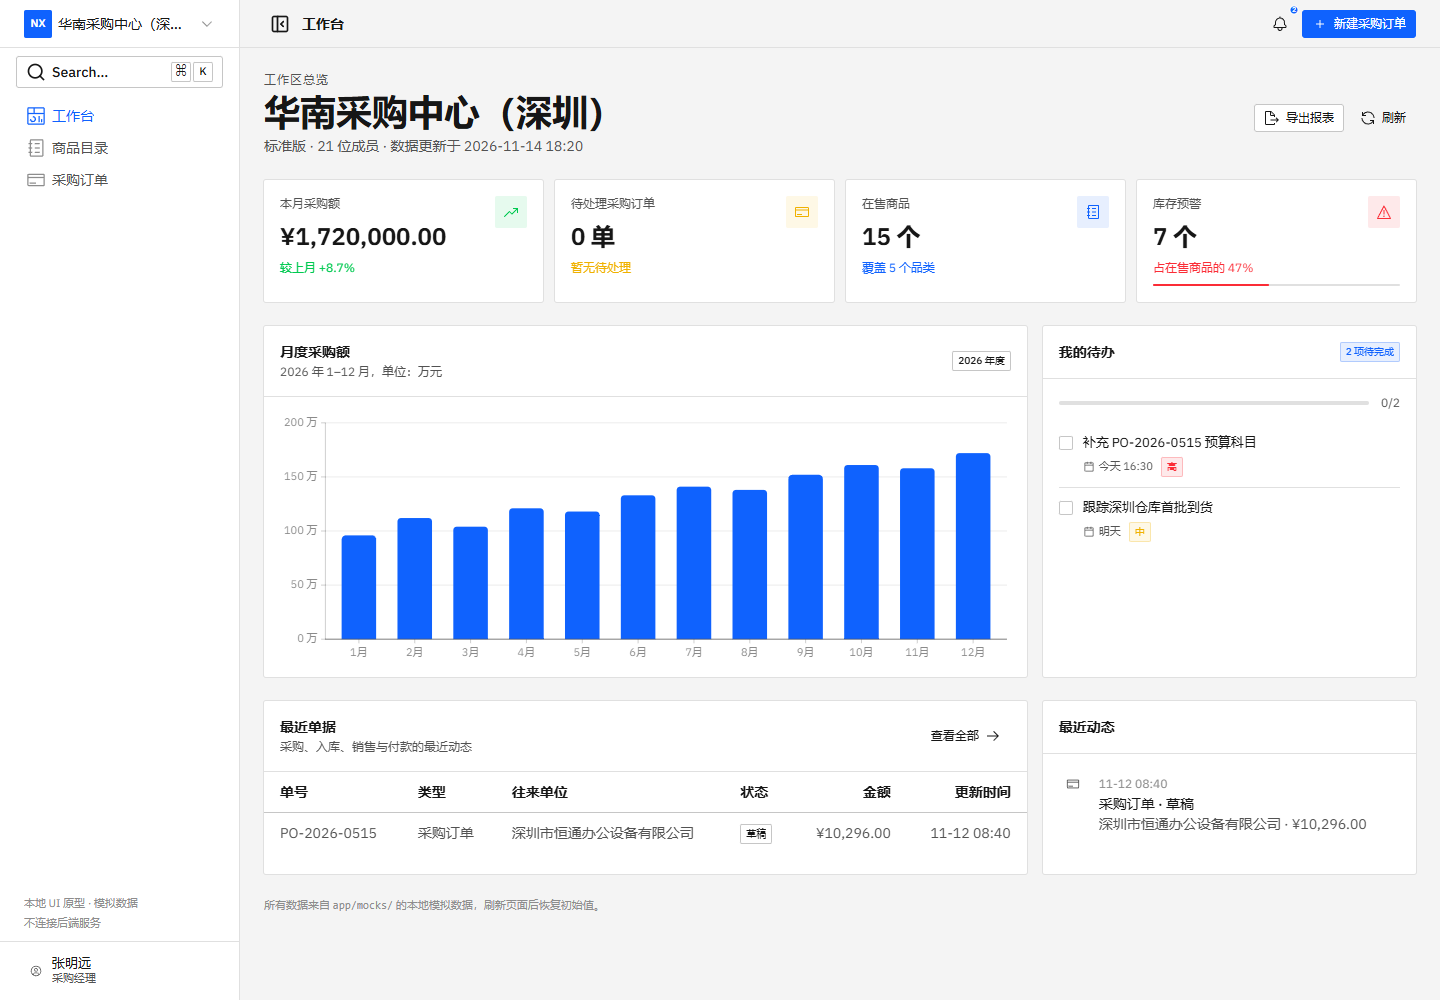 NX 华南采购中心（深...
Search... ⌘ K
工作台
商品目录
采购订单
本地 UI 原型 · 模拟数据
不连接后端服务
张明远
采购经理
工作台
2
新建采购订单
工作区总览
华南采购中心（深圳）
标准版 · 21 位成员 · 数据更新于 2026-11-14 18:20
导出报表 刷新
本月采购额
¥1,720,000.00
较上月 +8.7%
待处理采购订单
0 单
暂无待处理
在售商品
15 个
覆盖 5 个品类
库存预警
7 个
占在售商品的 47%
月度采购额
2026 年 1–12 月，单位：万元
2026 年度
200 万
150 万
100 万
50 万
0 万
1月 2月 3月 4月 5月 6月 7月 8月 9月 10月 11月 12月
我的待办
2 项待完成
0/2
补充 PO-2026-0515 预算科目
今天 16:30 高
跟踪深圳仓库首批到货
明天 中
最近单据
采购、入库、销售与付款的最近动态
查看全部
单号 类型 往来单位 状态 金额 更新时间
PO-2026-0515 采购订单 深圳市恒通办公设备有限公司 草稿 ¥10,296.00 11-12 08:40
最近动态
11-12 08:40
采购订单 · 草稿
深圳市恒通办公设备有限公司 · ¥10,296.00
所有数据来自 app/mocks/ 的本地模拟数据，刷新页面后恢复初始值。